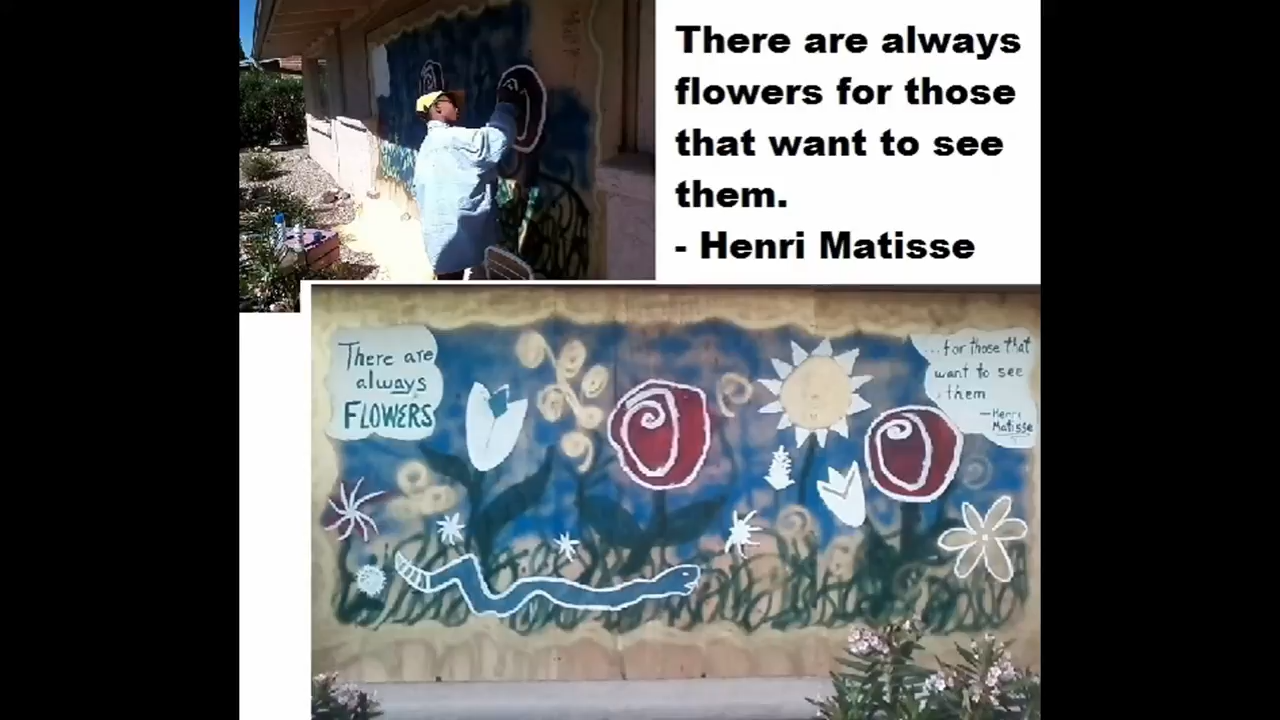 There are always
flowers for those
that want to see
them.
- Henri Matisse
There are
always
FLOWERS
...for those that
want to see
them
—Henri
Matisse